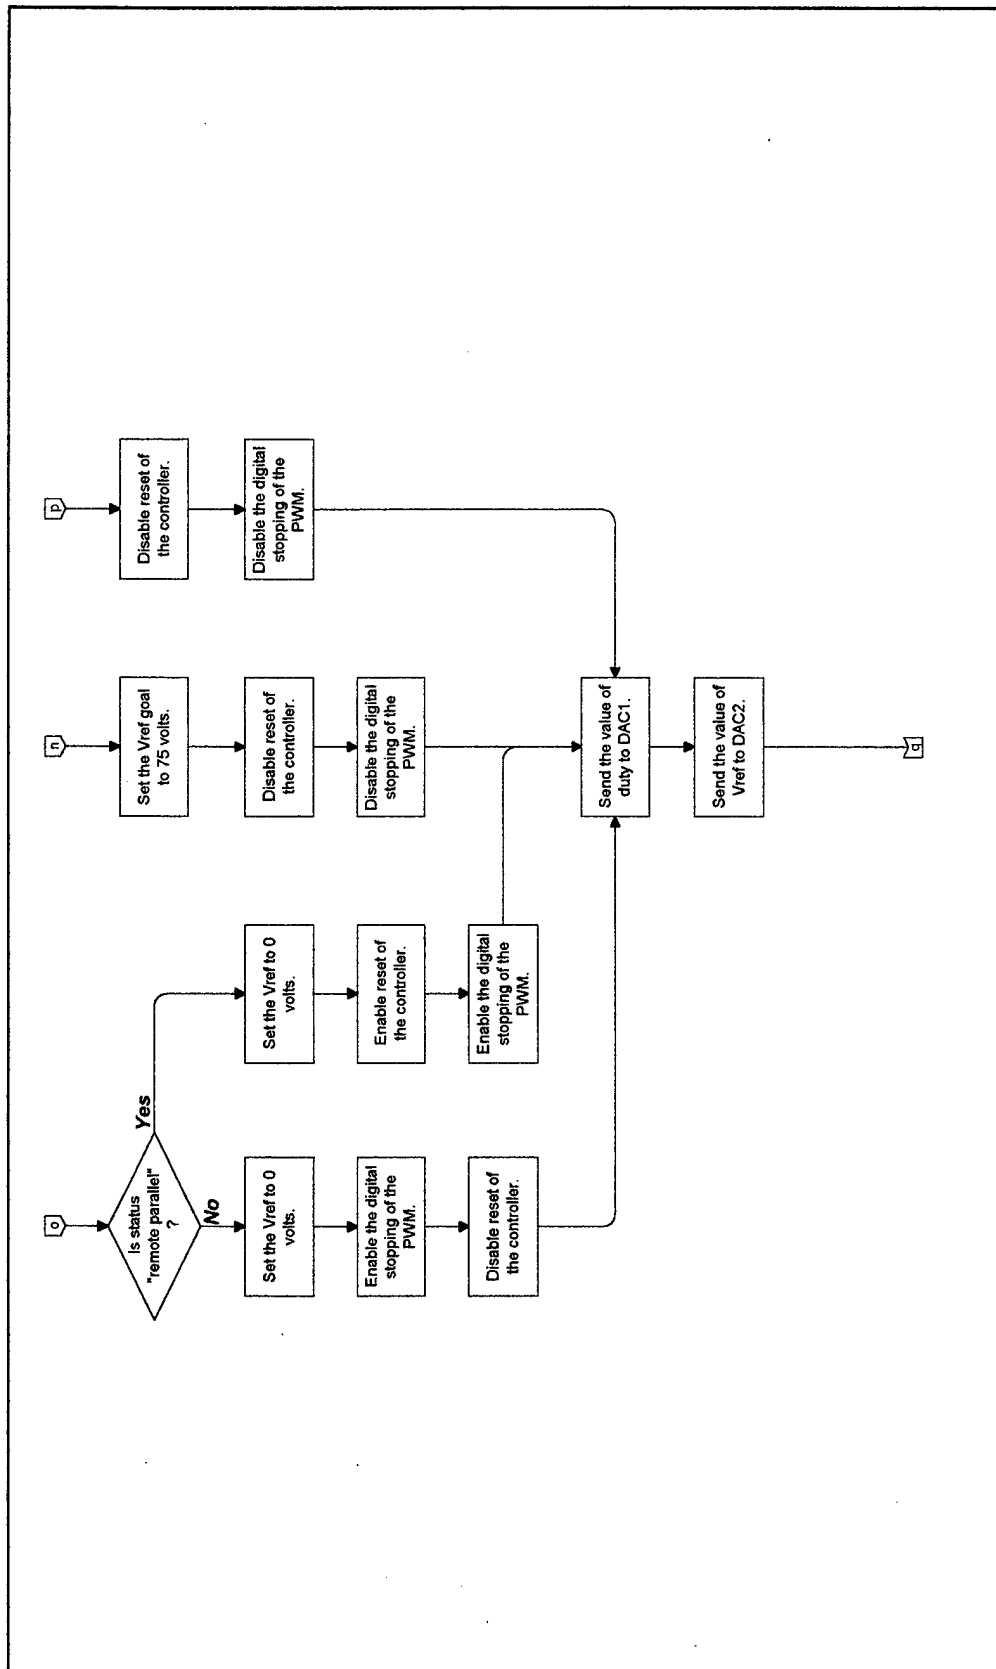 o
Is status
"remote parallel"
?
Yes
No
Set the Vref to 0
volts.
Enable the digital
stopping of the
PWM.
Disable reset of
the controller.
Set the Vref to 0
volts.
Enable reset of
the controller.
Enable the digital
stopping of the
PWM.
n
Set the Vref goal
to 75 volts.
Disable reset of
the controller.
Disable the digital
stopping of the
PWM.
p
Disable reset of
the controller.
Disable the digital
stopping of the
PWM.
Send the value of
duty to DAC1.
Send the value of
Vref to DAC2.
q